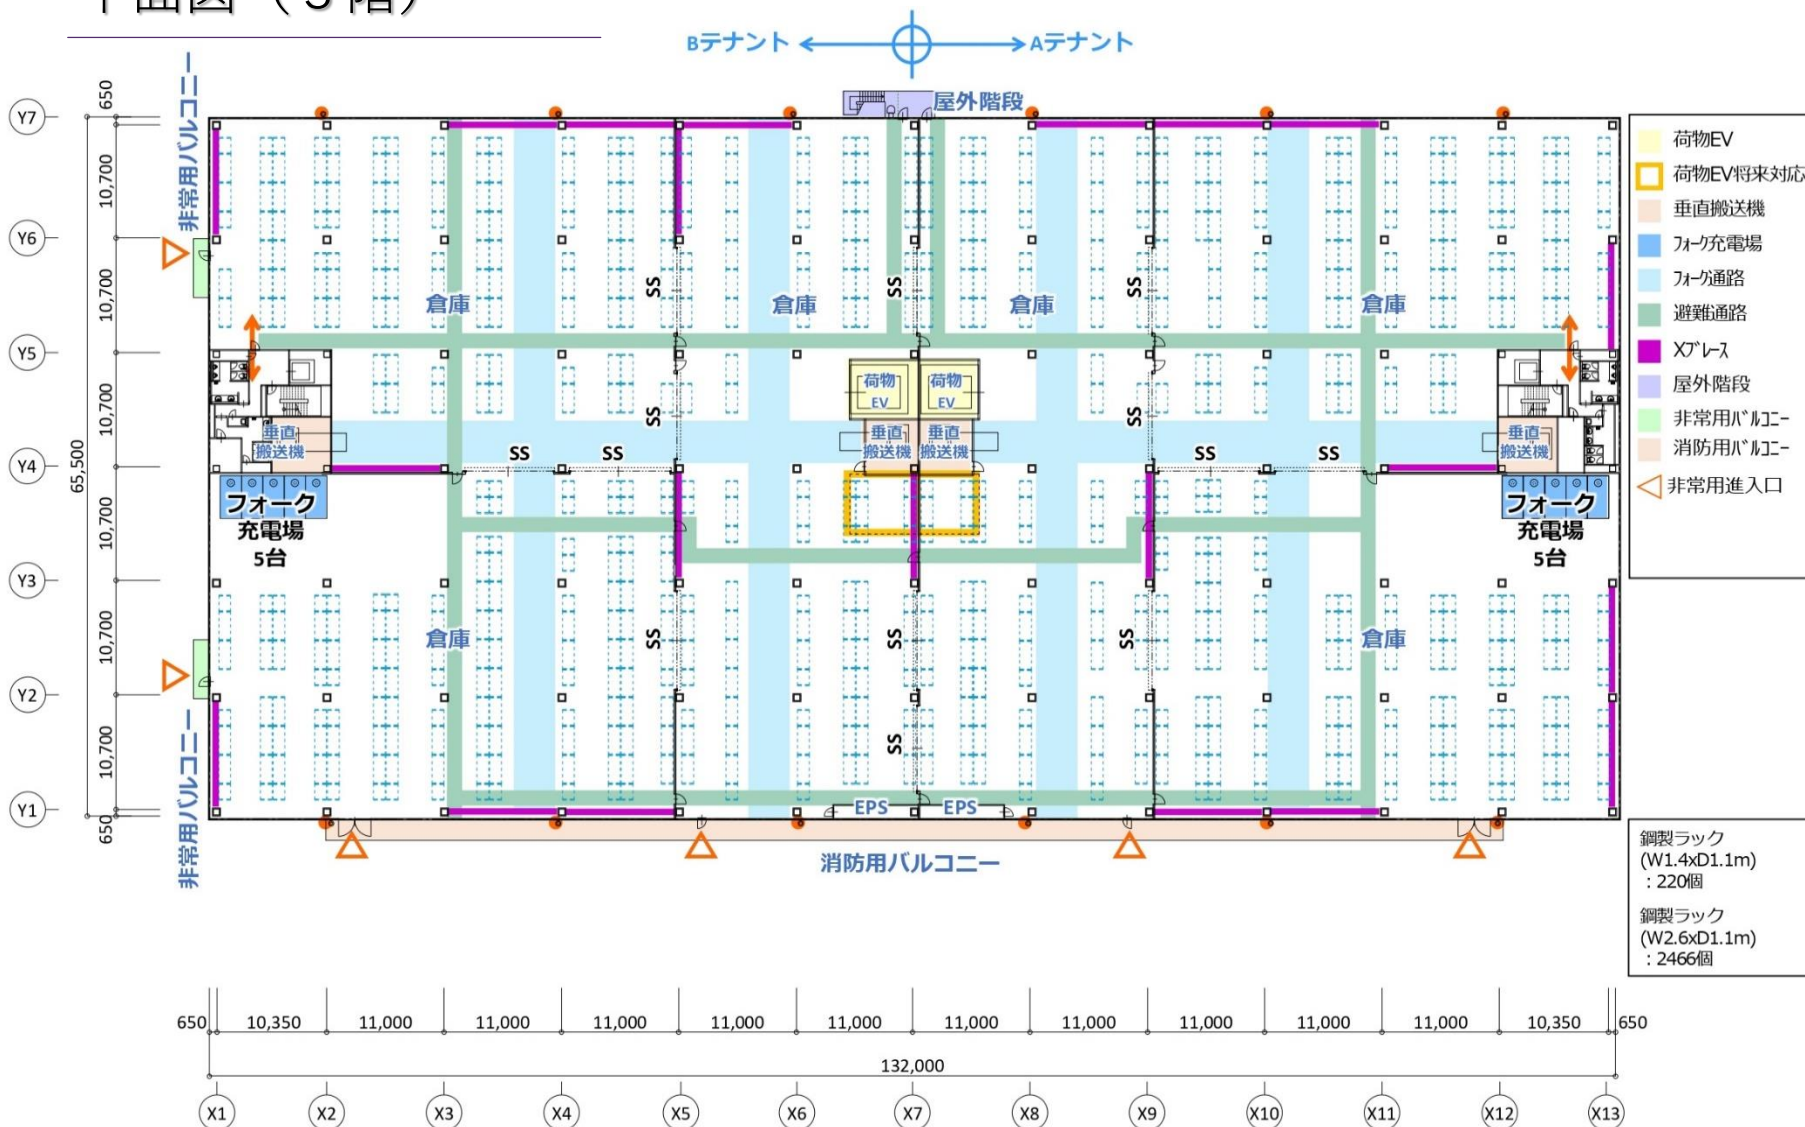 平面図（３階）
Bテナント
Aテナント
屋外階段
非常用バルコニー
非常用バルコニー
Y7
Y6
Y5
Y4
Y3
Y2
Y1
650
10,700
10,700
10,700
10,700
10,700
10,700
650
65,500
倉庫
倉庫
倉庫
倉庫
SS
SS
SS
荷物
EV
荷物
EV
SS
SS
垂直
搬送機
垂直
搬送機
垂直
搬送機
垂直
搬送機
SS
SS
SS
SS
フォーク
充電場
5台
フォーク
充電場
5台
倉庫
倉庫
SS
SS
SS
SS
EPS
EPS
消防用バルコニー
荷物EV
荷物EV将来対応
垂直搬送機
フォーク充電場
フォーク通路
避難通路
Xブレース
屋外階段
非常用バルコニー
消防用バルコニー
非常用進入口
鋼製ラック
(W1.4xD1.1m)
：220個
鋼製ラック
(W2.6xD1.1m)
：2466個
650
10,350
11,000
11,000
11,000
11,000
11,000
11,000
11,000
11,000
11,000
11,000
10,350
650
132,000
X1
X2
X3
X4
X5
X6
X7
X8
X9
X10
X11
X12
X13